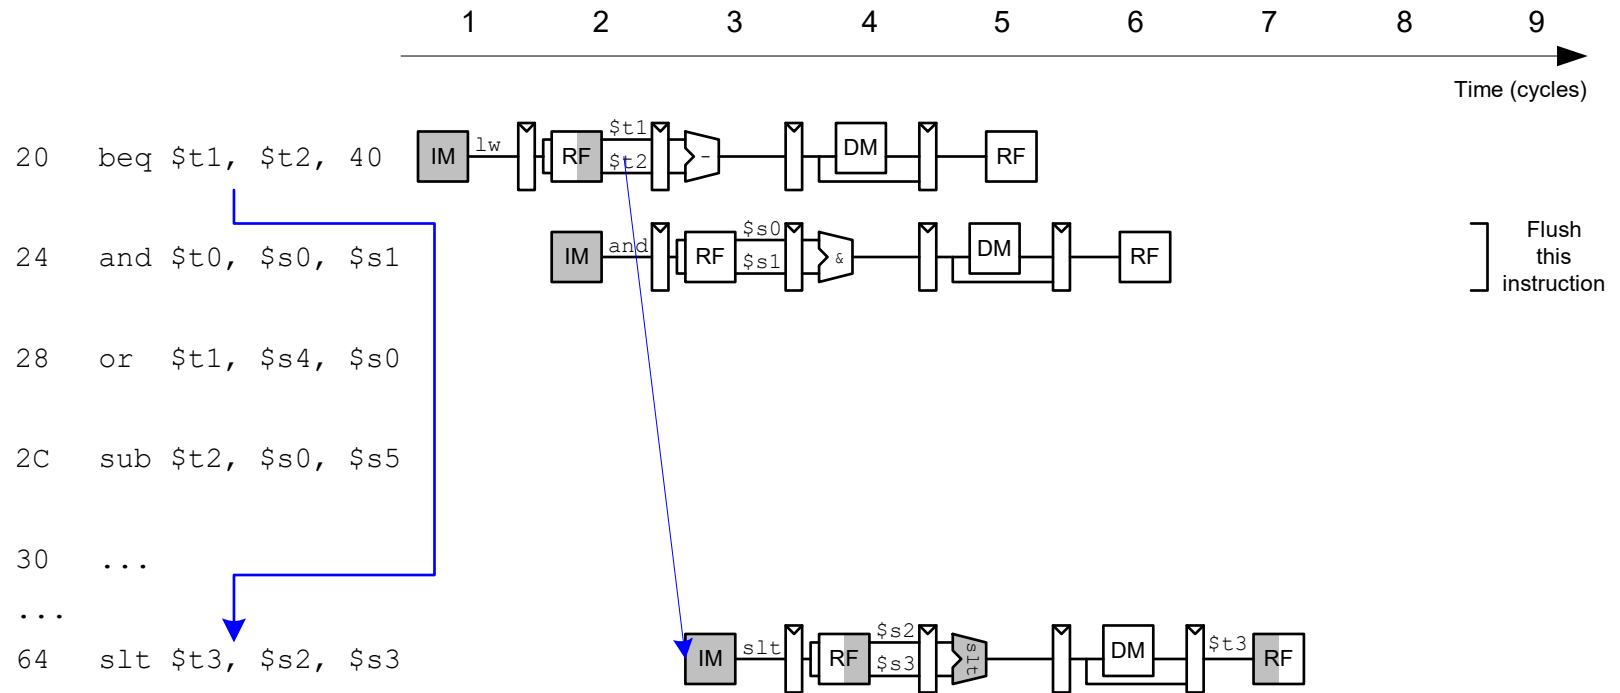 1 2 3 4 5 6 7 8 9
Time (cycles)
20 beq $t1, $t2, 40 IM lw RF $t1 $t2 - DM RF
24 and $t0, $s0, $s1 IM and RF $s0 $s1 & DM RF
Flush
this
instruction
28 or $t1, $s4, $s0
2C sub $t2, $s0, $s5
30 ...
...
64 slt $t3, $s2, $s3 IM slt RF $s2 $s3 slt DM $t3 RF